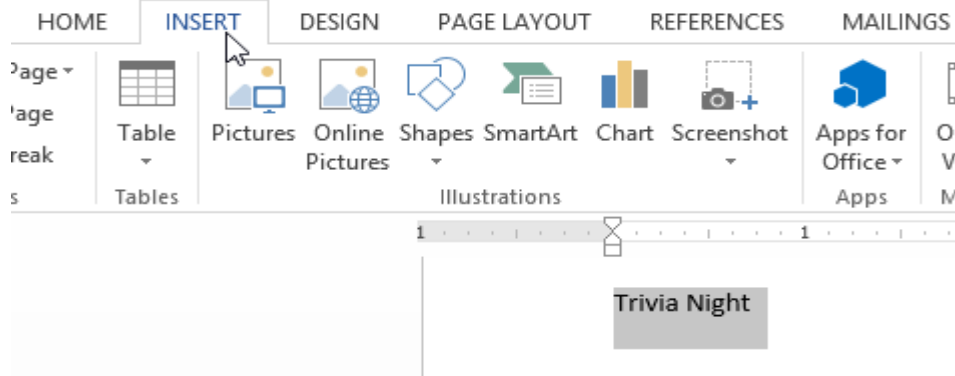 HOME INSERT DESIGN PAGE LAYOUT REFERENCES MAILINGS
Page
Page
reak
s
Table
Tables
Pictures
Online
Pictures
Shapes
SmartArt
Chart
Screenshot
Illustrations
Apps for
Office
Apps
O
V
M
1 1
Trivia Night